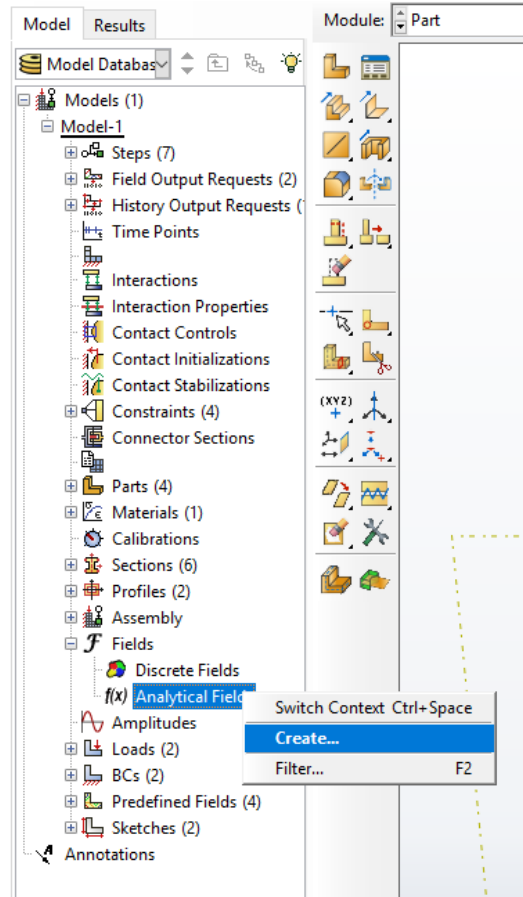 Model Results
Module: Part
Model Databas
Models (1)
Model-1
Steps (7)
Field Output Requests (2)
History Output Requests (
Time Points
Interactions
Interaction Properties
Contact Controls
Contact Initializations
Contact Stabilizations
Constraints (4)
Connector Sections
Parts (4)
Materials (1)
Calibrations
Sections (6)
Profiles (2)
Assembly
Fields
Discrete Fields
f(x) Analytical Field
Switch Context Ctrl+Space
Create...
Filter... F2
Amplitudes
Loads (2)
BCs (2)
Predefined Fields (4)
Sketches (2)
Annotations
(XYZ)